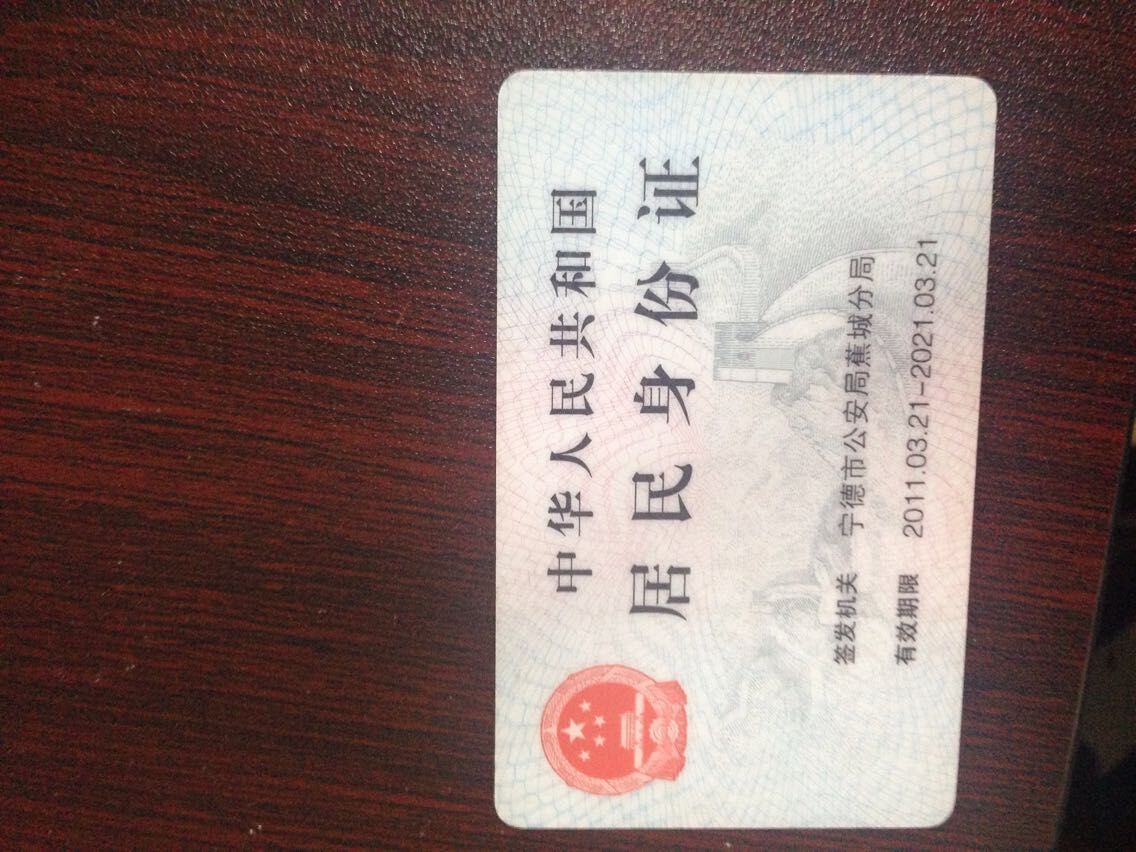 中华人民共和国
居民身份证
签发机关 宁德市公安局蕉城分局
有效期限 2011.03.21-2021.03.21